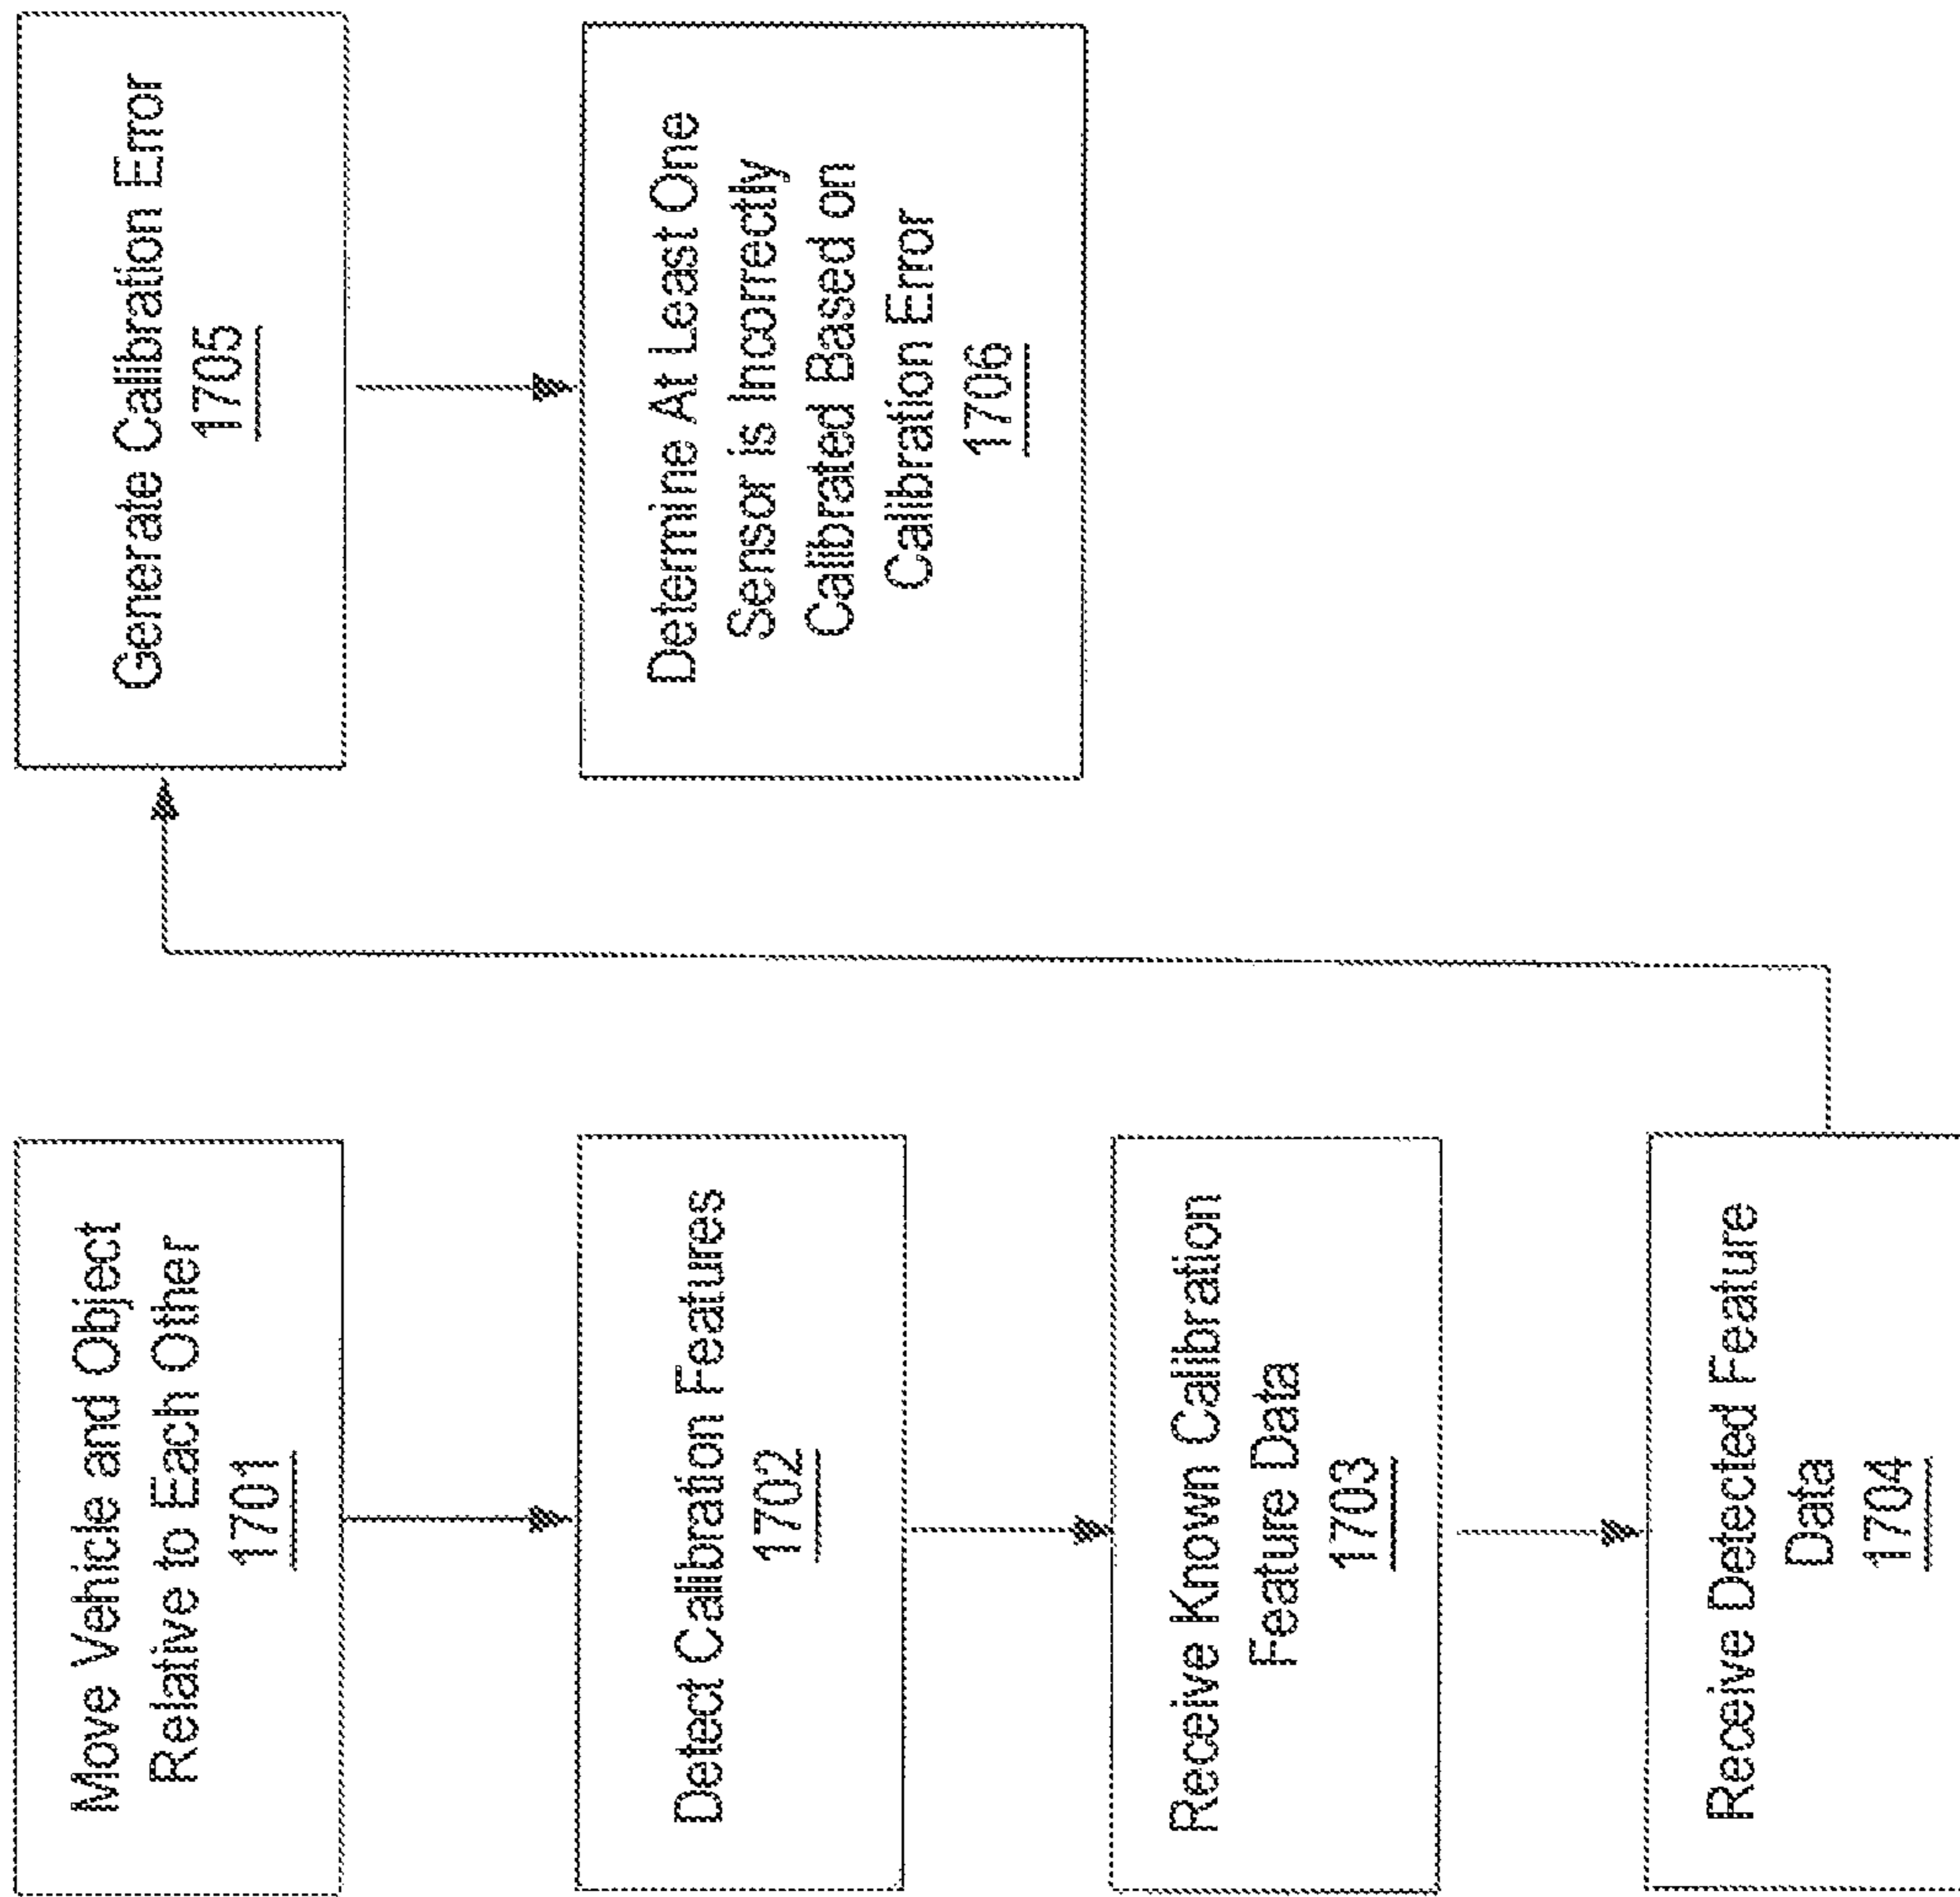 Move Vehicle and Object
Relative to Each Other
1701
Detect Calibration Features
1702
Receive Known Calibration
Feature Data
1703
Receive Detected Feature
Data
1704
Generate Calibration Error
1705
Determine At Least One
Sensor is Incorrectly
Calibrated Based on
Calibration Error
1706